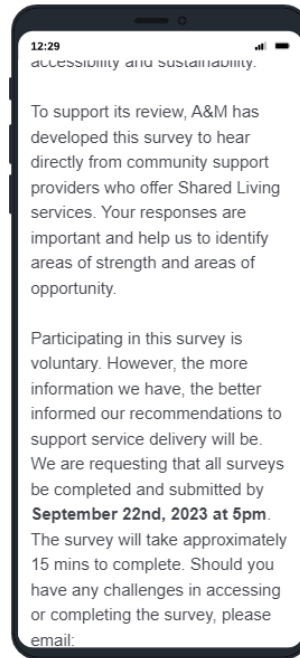 12:29
accessibility and sustainability.
To support its review, A&M has
developed this survey to hear
directly from community support
providers who offer Shared Living
services. Your responses are
important and help us to identify
areas of strength and areas of
opportunity.
Participating in this survey is
voluntary. However, the more
information we have, the better
informed our recommendations to
support service delivery will be.
We are requesting that all surveys
be completed and submitted by
September 22nd, 2023 at 5pm.
The survey will take approximately
15 mins to complete. Should you
have any challenges in accessing
or completing the survey, please
email: